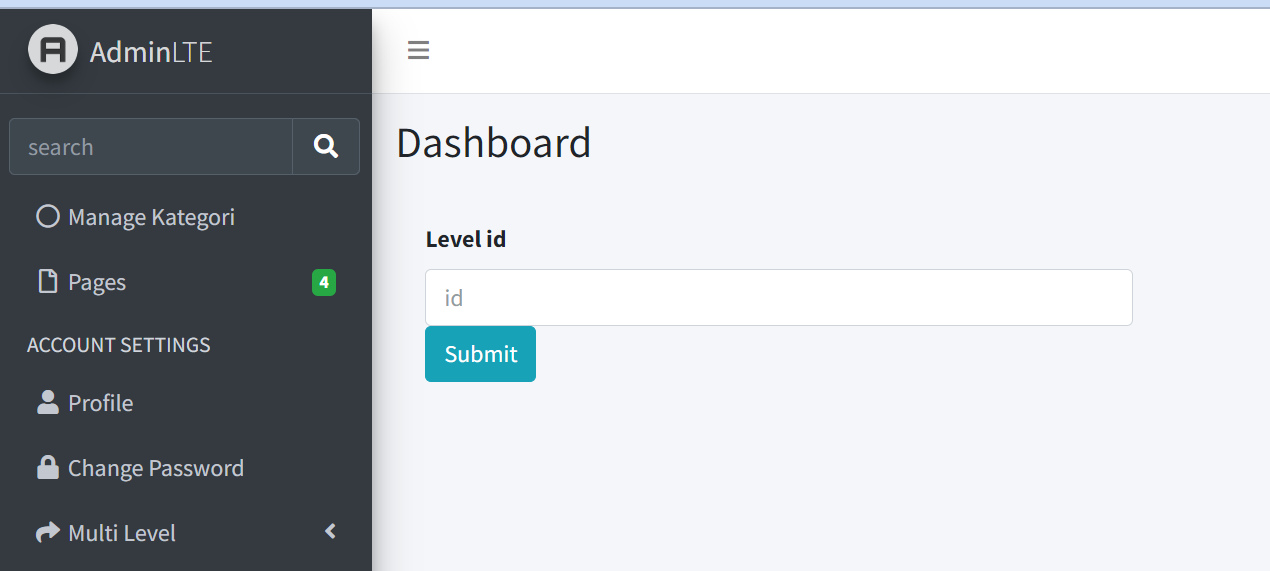 AdminLTE
search
Manage Kategori
Pages 4
ACCOUNT SETTINGS
Profile
Change Password
Multi Level
Dashboard
Level id
id
Submit